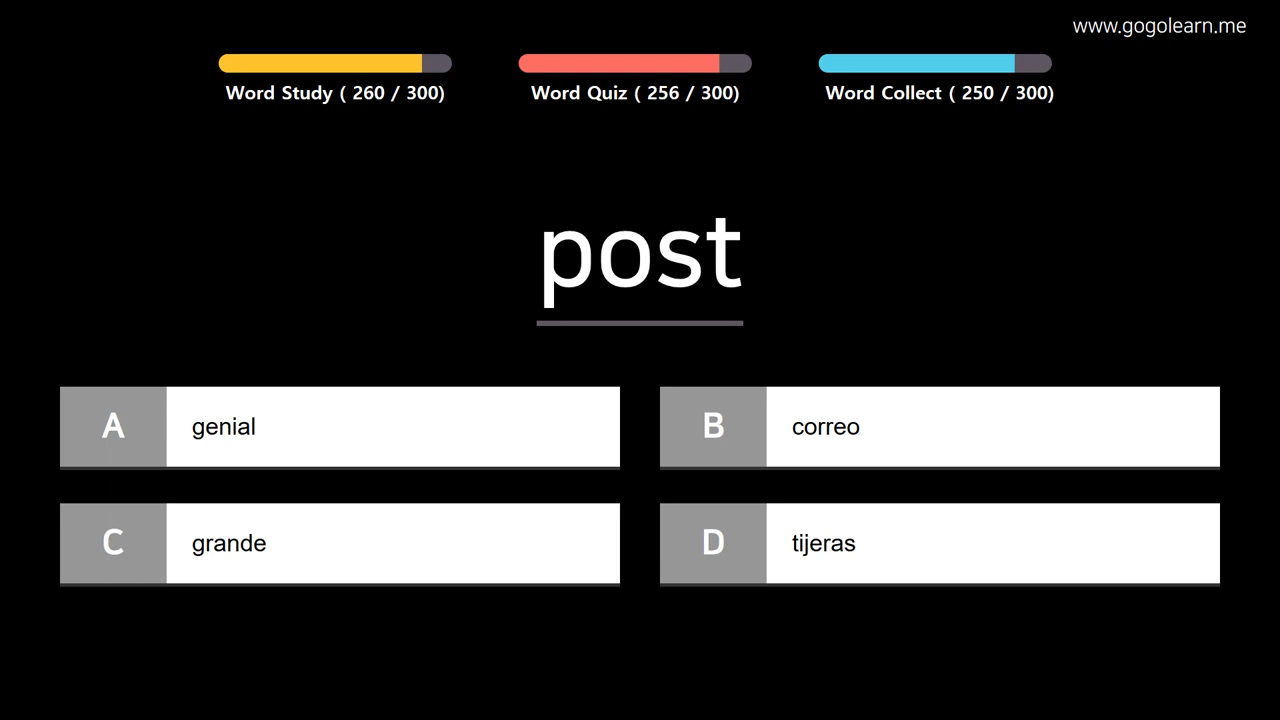 www.gogolearn.me
Word Study ( 260 / 300)
Word Quiz ( 256 / 300)
Word Collect ( 250 / 300)
post
A genial
B correo
C grande
D tijeras